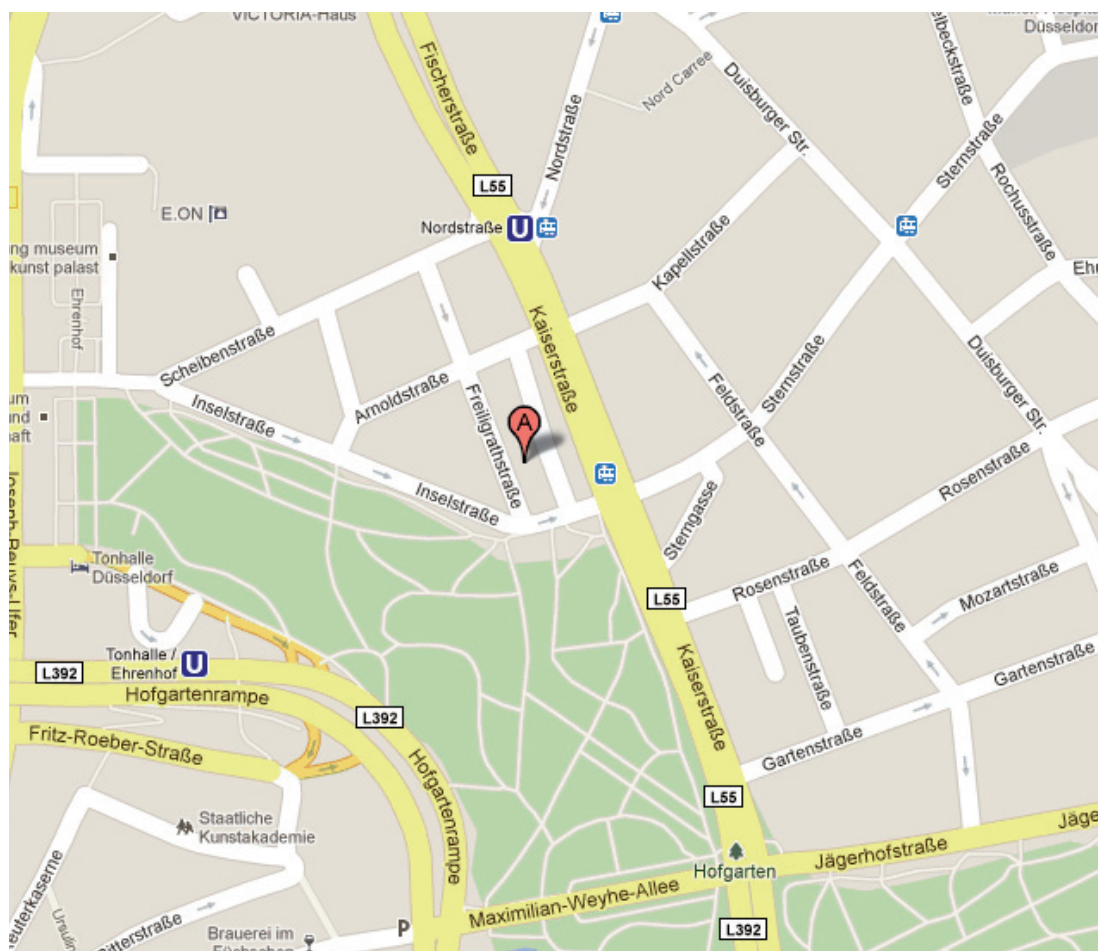 VICTORIA-Haus
Düsseldorf
Fischerstraße
Nord Carree
Duisburger Str.
Nordstraße
Sternstraße
Rochusstraße
L55
E.ON
Nordstraße
U
museum
kunst palast
Ehrenhof
Kapellstraße
Kaiserstraße
Scheibenstraße
Arnoldstraße
Inselstraße
Freiligrathstraße
A
Feldstraße
Sternstraße
Duisburger Str.
Rosenstraße
Inselstraße
Sterngasse
Tonhalle
Düsseldorf
L55
Rosenstraße
Feldstraße
Mozartstraße
Taubenstraße
Tonhalle /
Ehrenhof
U
L392
Hofgartenrampe
Kaiserstraße
Gartenstraße
L392
Fritz-Roeber-Straße
Hofgartenrampe
Gartenstraße
L55
Staatliche
Kunstakademie
Hofgarten
Jägerhofstraße
Maximilian-Weyhe-Allee
P
Brauerei im
L392